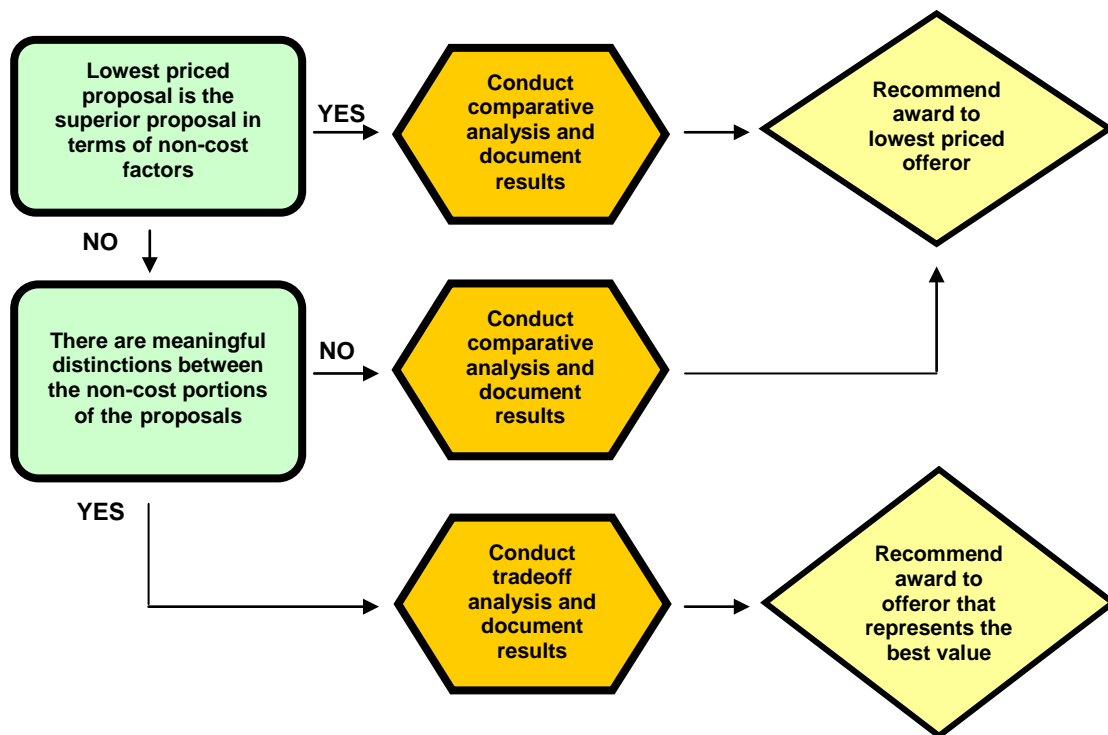 Lowest priced
proposal is the
superior proposal in
terms of non-cost
factors
YES
Conduct
comparative
analysis and
document
results
Recommend
award to
lowest priced
offeror
NO
There are meaningful
distinctions between
the non-cost portions
of the proposals
NO
Conduct
comparative
analysis and
document
results
YES
Conduct
tradeoff
analysis and
document
results
Recommend
award to
offeror that
represents the
best value